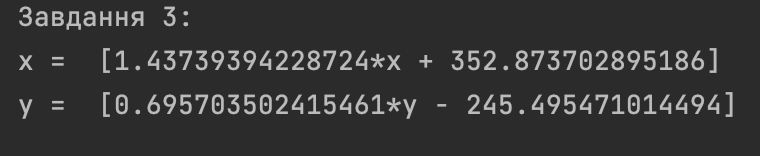 Завдання 3:
x =  [1.43739394228724*x + 352.873702895186]
y =  [0.695703502415461*y - 245.495471014494]